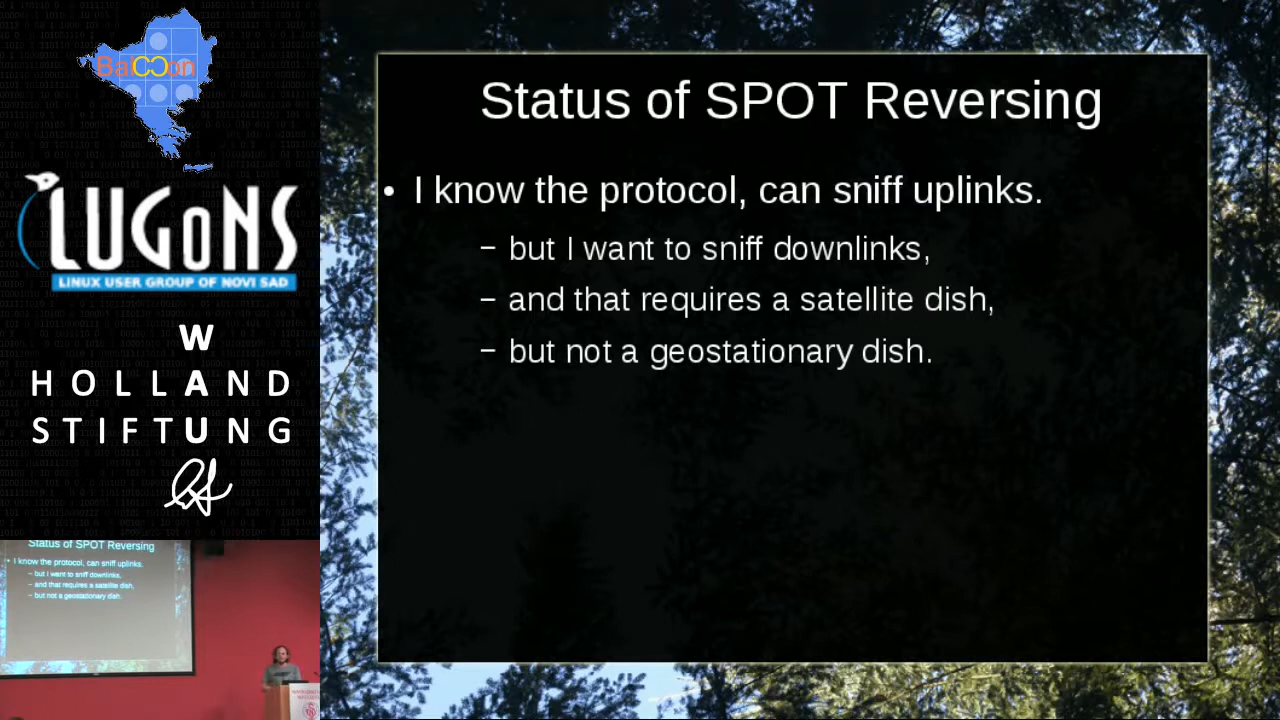 BaCCon
LUGoNS
LINUX USER GROUP OF NOVI SAD
W
HOLLAND
STIFTUNG
Status of SPOT Reversing
• I know the protocol, can sniff uplinks.
– but I want to sniff downlinks,
– and that requires a satellite dish,
– but not a geostationary dish.
Status of SPOT Reversing
• I know the protocol, can sniff uplinks.
– but I want to sniff downlinks,
– and that requires a satellite dish,
– but not a geostationary dish.